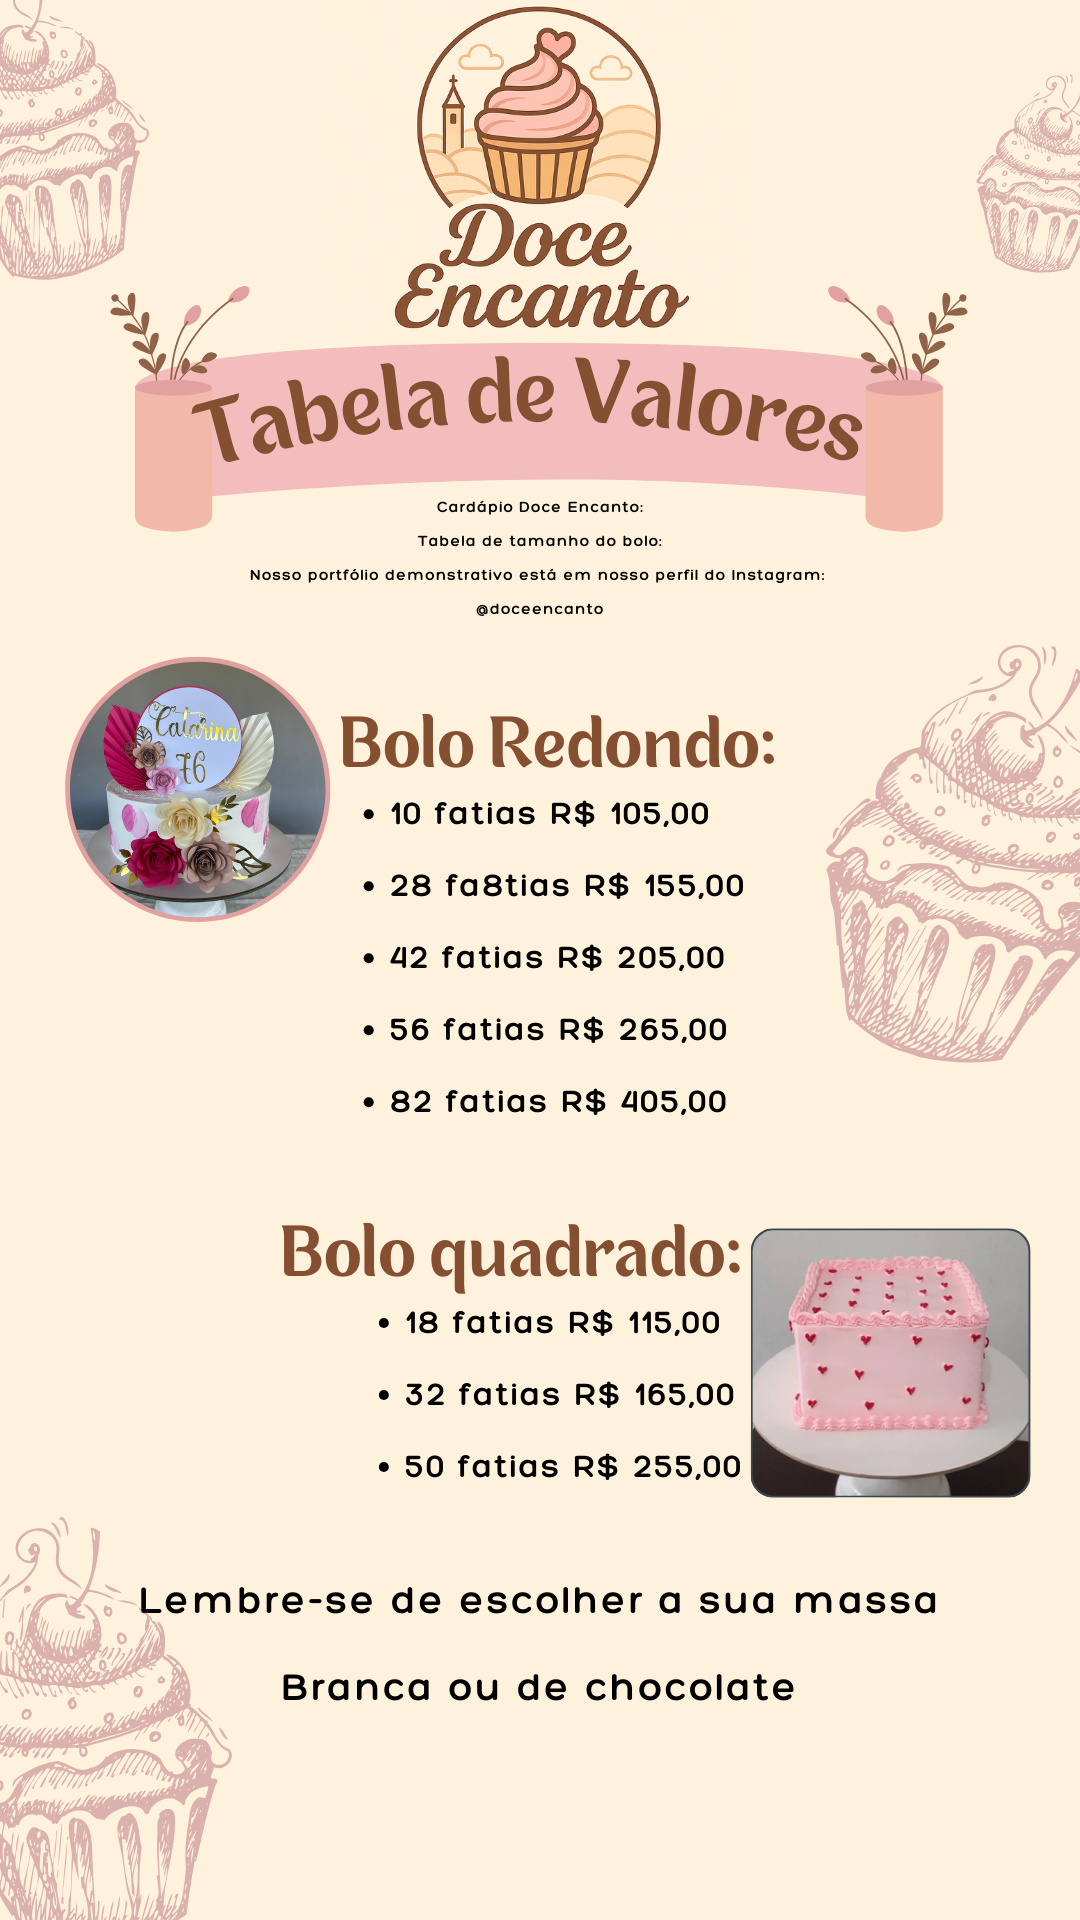 Doce
Encanto
Tabela de Valores
Cardápio Doce Encanto:
Tabela de tamanho do bolo:
Nosso portfólio demonstrativo está em nosso perfil do Instagram:
@doceencanto
Catarina
76
Bolo Redondo:
• 10 fatias R$ 105,00
• 28 fa8tias R$ 155,00
• 42 fatias R$ 205,00
• 56 fatias R$ 265,00
• 82 fatias R$ 405,00
Bolo quadrado:
• 18 fatias R$ 115,00
• 32 fatias R$ 165,00
• 50 fatias R$ 255,00
Lembre-se de escolher a sua massa
Branca ou de chocolate